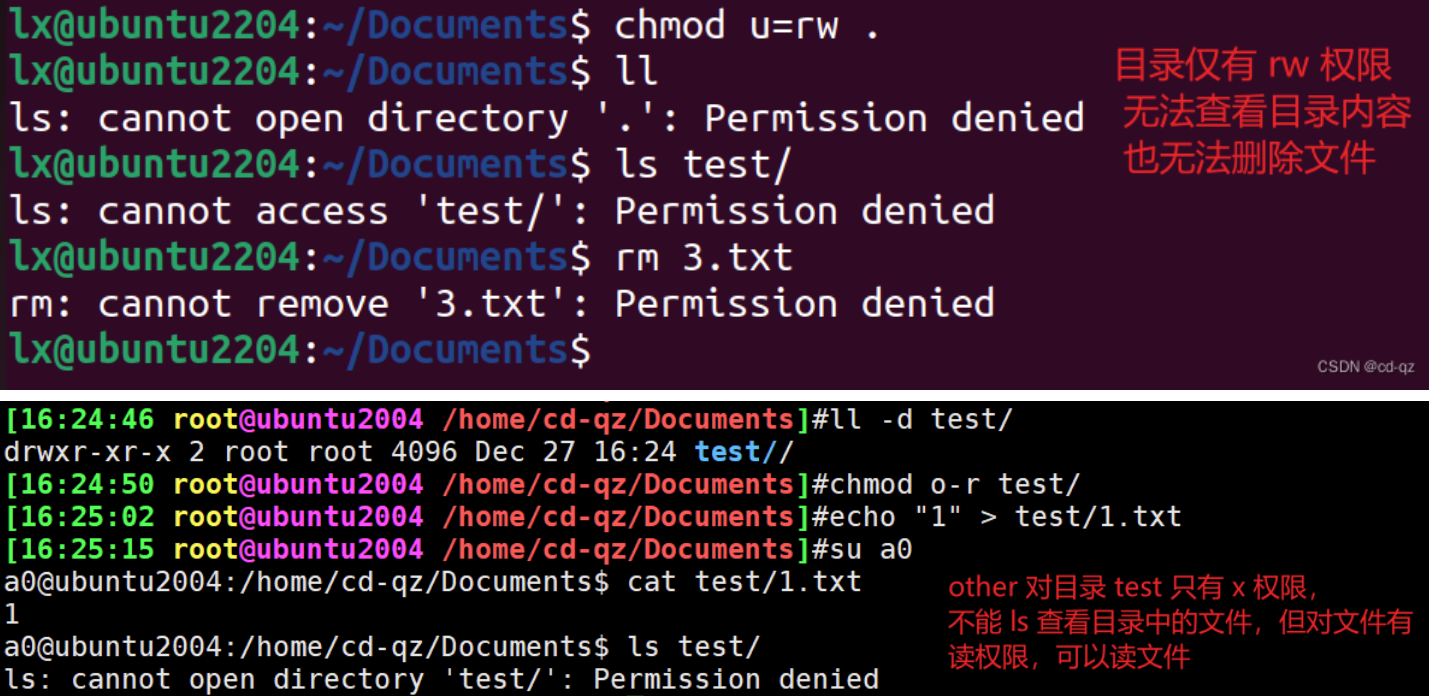 lx@ubuntu2204:~/Documents$ chmod u=rw .
lx@ubuntu2204:~/Documents$ ll
ls: cannot open directory '.': Permission denied
lx@ubuntu2204:~/Documents$ ls test/
ls: cannot access 'test/': Permission denied
lx@ubuntu2204:~/Documents$ rm 3.txt
rm: cannot remove '3.txt': Permission denied
lx@ubuntu2204:~/Documents$
目录仅有 rw 权限
无法查看目录内容
也无法删除文件
CSDN @cd-qz
[16:24:46 root@ubuntu2004 /home/cd-qz/Documents]#ll -d test/
drwxr-xr-x 2 root root 4096 Dec 27 16:24 test//
[16:24:50 root@ubuntu2004 /home/cd-qz/Documents]#chmod o-r test/
[16:25:02 root@ubuntu2004 /home/cd-qz/Documents]#echo "1" > test/1.txt
[16:25:15 root@ubuntu2004 /home/cd-qz/Documents]#su a0
a0@ubuntu2004:/home/cd-qz/Documents$ cat test/1.txt
1
a0@ubuntu2004:/home/cd-qz/Documents$ ls test/
ls: cannot open directory 'test/': Permission denied
other 对目录 test 只有 x 权限，
不能 ls 查看目录中的文件，但对文件有
读权限，可以读文件